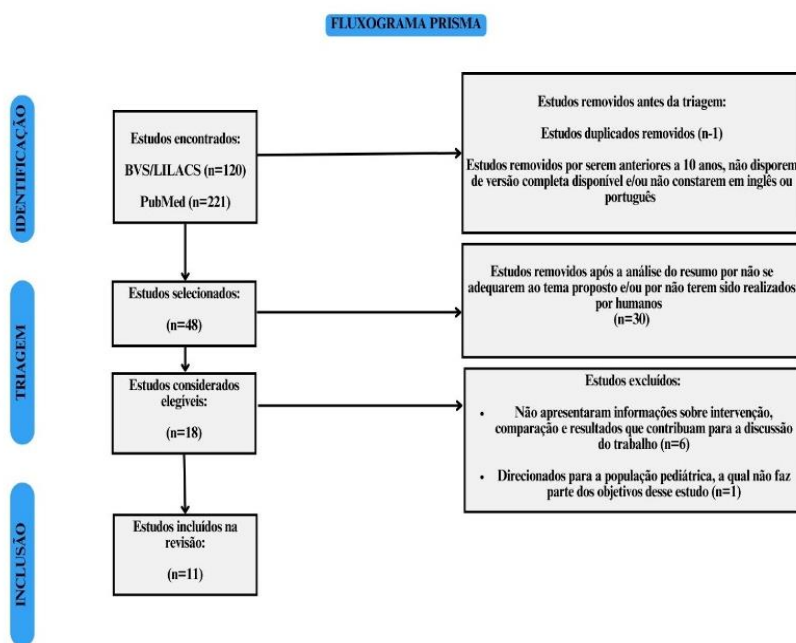 FLUXOGRAMA PRISMA
IDENTIFICAÇÃO
Estudos encontrados:
BVS/LILACS (n=120)
PubMed (n=221)
Estudos removidos antes da triagem:
Estudos duplicados removidos (n-1)
Estudos removidos por serem anteriores a 10 anos, não disporem
de versão completa disponível e/ou não constarem em inglês ou
português
TRIAGEM
Estudos selecionados:
(n=48)
Estudos removidos após a análise do resumo por não se
adequarem ao tema proposto e/ou por não terem sido realizados
por humanos
(n=30)
Estudos considerados
elegíveis:
(n=18)
Estudos excluídos:
• Não apresentaram informações sobre intervenção,
comparação e resultados que contribuam para a discussão
do trabalho (n=6)
• Direcionados para a população pediátrica, a qual não faz
parte dos objetivos desse estudo (n=1)
INCLUSÃO
Estudos incluídos na
revisão:
(n=11)